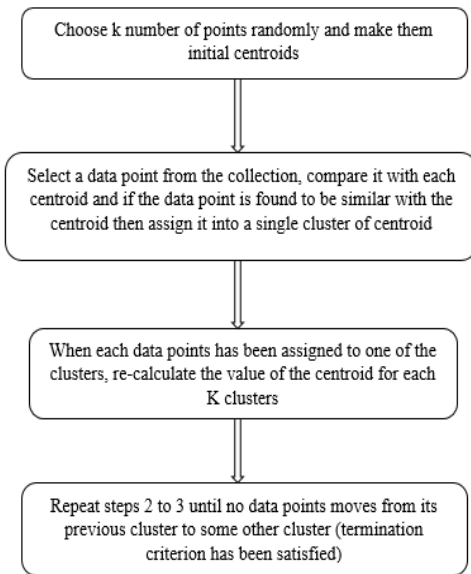 Choose k number of points randomly and make them
initial centroids
Select a data point from the collection, compare it with each
centroid and if the data point is found to be similar with the
centroid then assign it into a single cluster of centroid
When each data points has been assigned to one of the
clusters, re-calculate the value of the centroid for each
K clusters
Repeat steps 2 to 3 until no data points moves from its
previous cluster to some other cluster (termination
criterion has been satisfied)